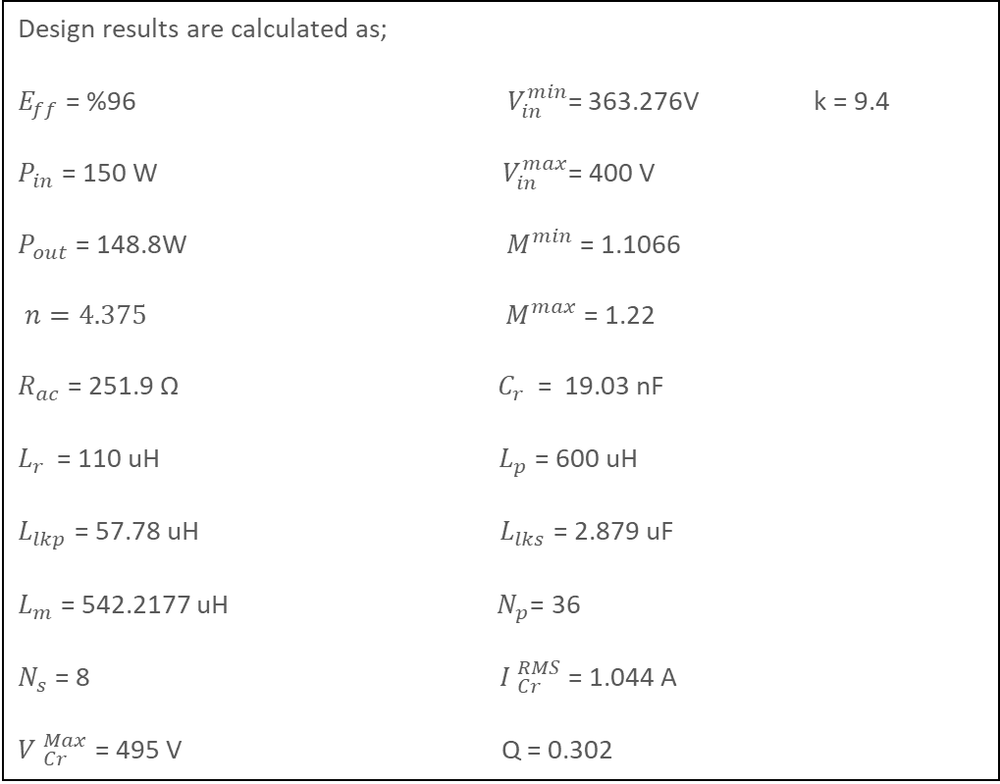 Design results are calculated as;
E_{ff} = %96 V_{in}^{min}= 363.276V k = 9.4
P_{in} = 150 W V_{in}^{max}= 400 V
P_{out} = 148.8W M^{min} = 1.1066
n = 4.375 M^{max} = 1.22
R_{ac} = 251.9 Ω C_r = 19.03 nF
L_r = 110 uH L_p = 600 uH
L_{lkp} = 57.78 uH L_{lks} = 2.879 uF
L_m = 542.2177 uH N_p= 36
N_s = 8 I_{Cr}^{RMS} = 1.044 A
V_{Cr}^{Max} = 495 V Q = 0.302